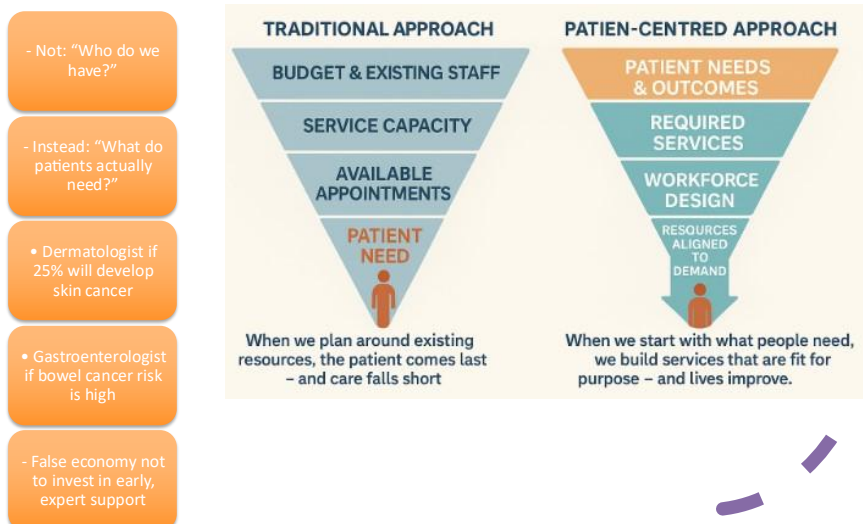 - Not: “Who do we
have?”
- Instead: “What do
patients actually
need?”
• Dermatologist if
25% will develop
skin cancer
• Gastroenterologist
if bowel cancer risk
is high
- False economy not
to invest in early,
expert support
TRADITIONAL APPROACH
BUDGET & EXISTING STAFF
SERVICE CAPACITY
AVAILABLE
APPOINTMENTS
PATIENT
NEED
When we plan around existing
resources, the patient comes last
– and care falls short
PATIEN-CENTRED APPROACH
PATIENT NEEDS
& OUTCOMES
REQUIRED
SERVICES
WORKFORCE
DESIGN
RESOURCES
ALIGNED
TO
DEMAND
When we start with what people need,
we build services that are fit for
purpose – and lives improve.